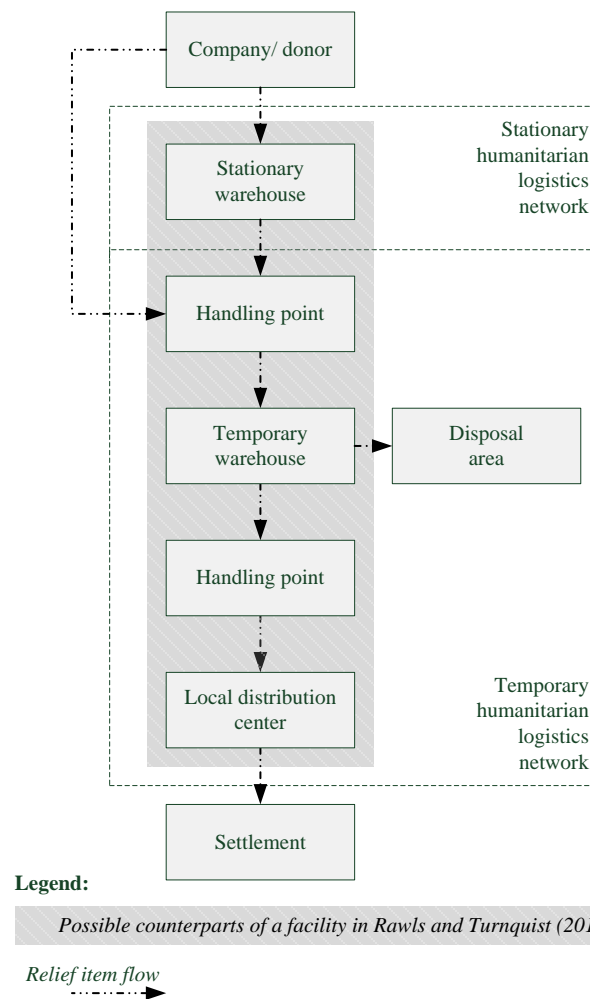 Company/ donor
Stationary
humanitarian
logistics
network
Stationary
warehouse
Handling point
Temporary
warehouse
Disposal
area
Handling point
Local distribution
center
Temporary
humanitarian
logistics
network
Settlement
Legend:
Possible counterparts of a facility in Rawls and Turnquist (201
Relief item flow